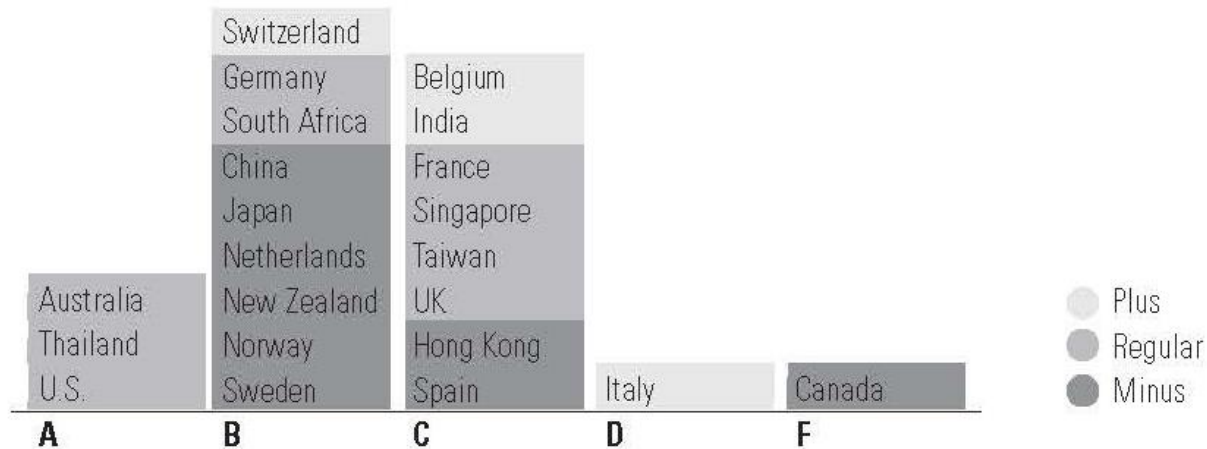 Switzerland
Germany
South Africa
China
Japan
Netherlands
New Zealand
Norway
Sweden
Belgium
India
France
Singapore
Taiwan
UK
Hong Kong
Spain
Australia
Thailand
U.S.
Italy
Canada
A
B
C
D
F
Plus
Regular
Minus